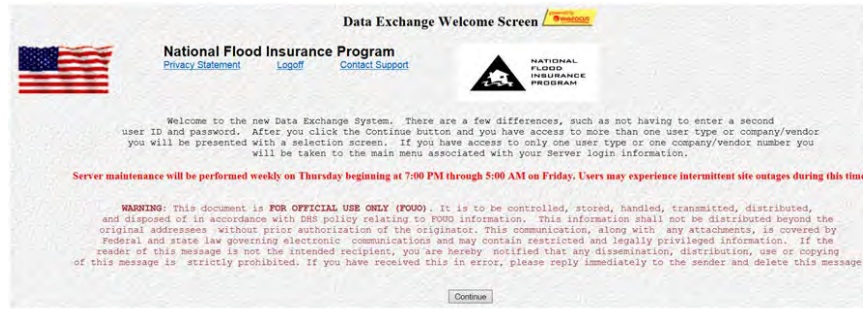 Data Exchange Welcome Screen
National Flood Insurance Program
Privacy Statement Logoff Contact Support
NATIONAL
FLOOD
INSURANCE
PROGRAM
Welcome to the new Data Exchange System. There are a few differences, such as not having to enter a second
user ID and password. After you click the Continue button and you have access to more than one user type or company/vendor
you will be presented with a selection screen. If you have access to only one user type or one company/vendor number you
will be taken to the main menu associated with your Server login information.
Server maintenance will be performed weekly on Thursday beginning at 7:00 PM through 5:00 AM on Friday. Users may experience intermittent site outages during this time
WARNING: This document is FOR OFFICIAL USE ONLY (FOUO). It is to be controlled, stored, handled, transmitted, distributed,
and disposed of in accordance with DHS policy relating to FOUO information. This information shall not be distributed beyond the
original addressees without prior authorization of the originator. This communication, along with any attachments, is covered by
Federal and state law governing electronic communications and may contain restricted and legally privileged information. If the
reader of this message is not the intended recipient, you are hereby notified that any dissemination, distribution, use or copying
of this message is strictly prohibited. If you have received this in error, please reply immediately to the sender and delete this message
Continue